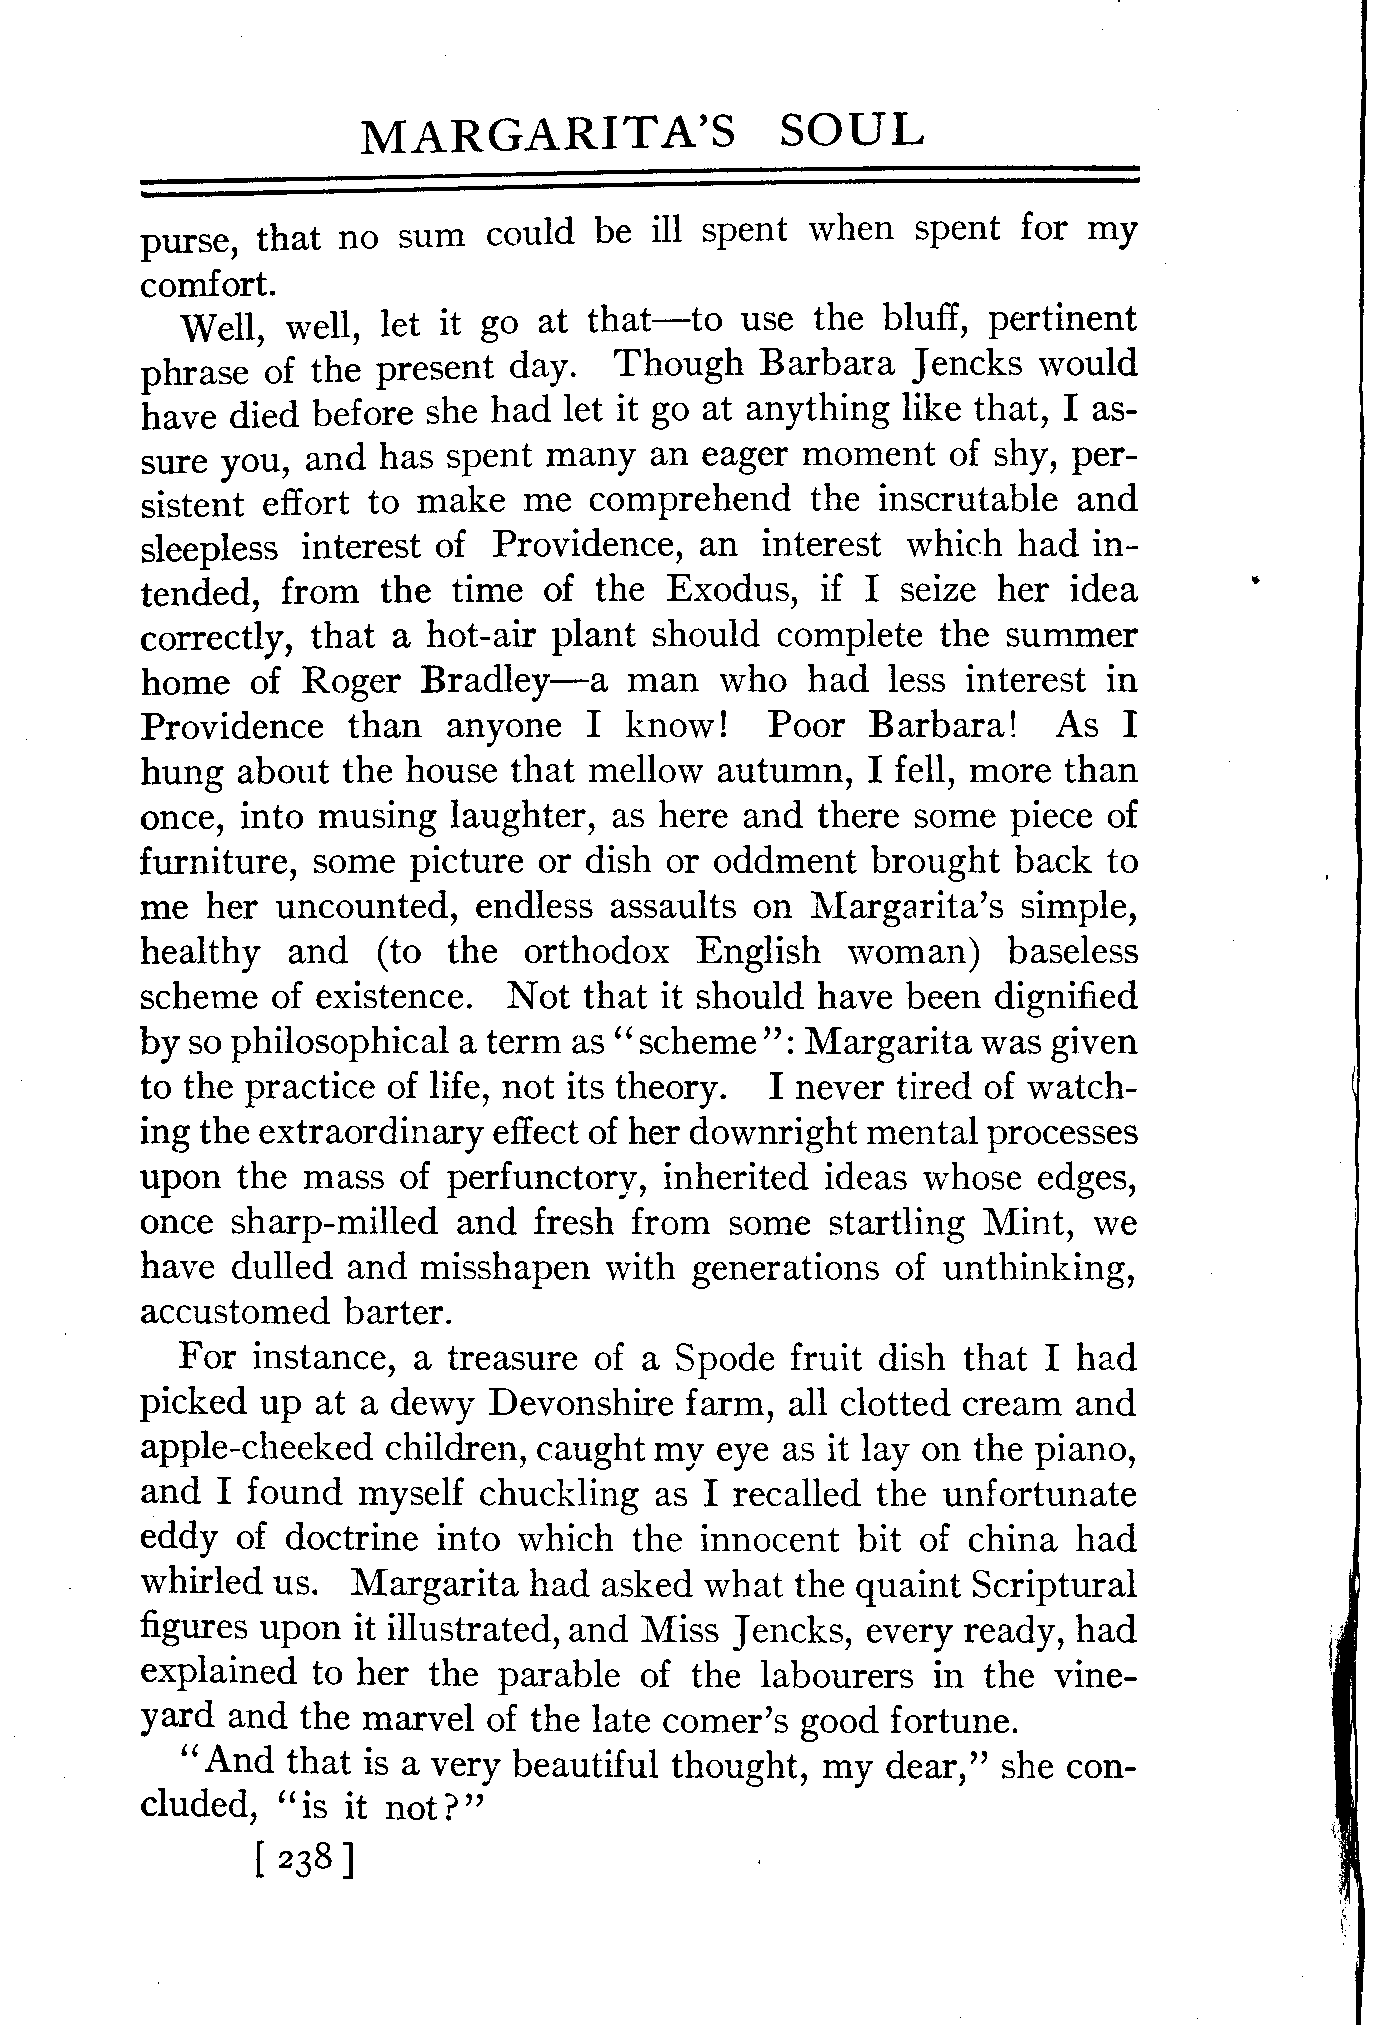 MARGARITA'S SOUL
purse, that no sum could be ill spent when spent for my
comfort.
Well, well, let it go at that—to use the bluff, pertinent
phrase of the present day. Though Barbara Jencks would
have died before she had let it go at anything like that, I as-
sure you, and has spent many an eager moment of shy, per-
sistent effort to make me comprehend the inscrutable and
sleepless interest of Providence, an interest which had in-
tended, from the time of the Exodus, if I seize her idea
correctly, that a hot-air plant should complete the summer
home of Roger Bradley—a man who had less interest in
Providence than anyone I know! Poor Barbara! As I
hung about the house that mellow autumn, I fell, more than
once, into musing laughter, as here and there some piece of
furniture, some picture or dish or oddment brought back to
me her uncounted, endless assaults on Margarita's simple,
healthy and (to the orthodox English woman) baseless
scheme of existence. Not that it should have been dignified
by so philosophical a term as "scheme": Margarita was given
to the practice of life, not its theory. I never tired of watch-
ing the extraordinary effect of her downright mental processes
upon the mass of perfunctory, inherited ideas whose edges,
once sharp-milled and fresh from some startling Mint, we
have dulled and misshapen with generations of unthinking,
accustomed barter.
For instance, a treasure of a Spode fruit dish that I had
picked up at a dewy Devonshire farm, all clotted cream and
apple-cheeked children, caught my eye as it lay on the piano,
and I found myself chuckling as I recalled the unfortunate
eddy of doctrine into which the innocent bit of china had
whirled us. Margarita had asked what the quaint Scriptural
figures upon it illustrated, and Miss Jencks, every ready, had
explained to her the parable of the labourers in the vine-
yard and the marvel of the late comer's good fortune.
"And that is a very beautiful thought, my dear," she con-
cluded, "is it not?"
[ 238 ]